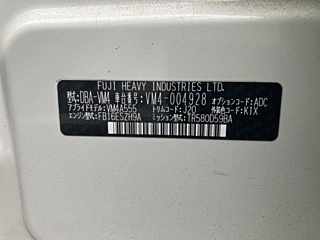 FUJI HEAVY INDUSTRIES LTD.
型式:DBA-VM4 車台番号:VM4-004928 オプションコード:ADC
アプライドモデル:VM4A555 トリムコード:J20 外装色コード:K1X
エンジン型式:FB16ESZH9A ミッション型式:TR580DS9BA